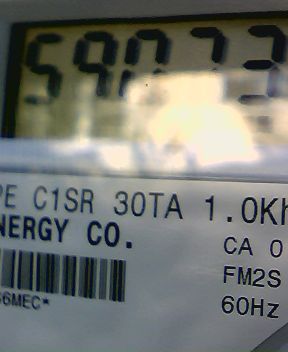 59073
PE C1SR 30TA 1.0Kh
NERGY CO.
CA 0
FM2S
60Hz
6MEC*